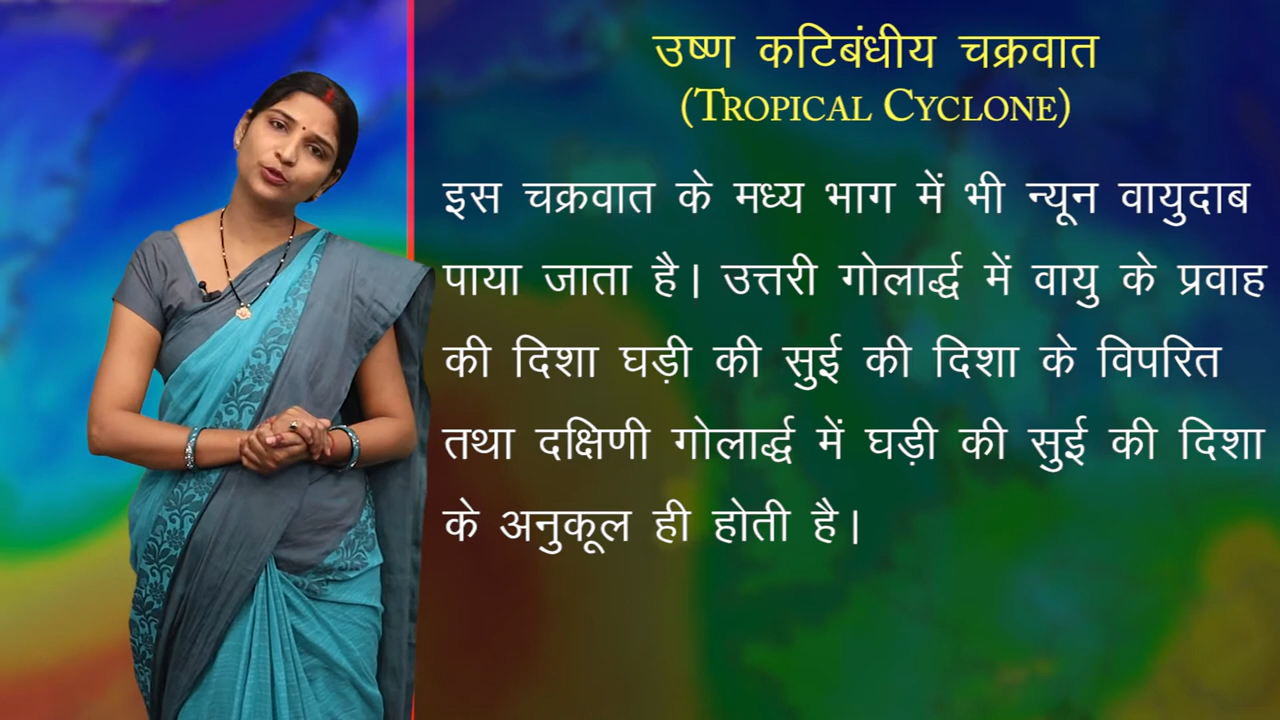 उष्ण कटिबंधीय चक्रवात
(TROPICAL CYCLONE)
इस चक्रवात के मध्य भाग में भी न्यून वायुदाब
पाया जाता है। उत्तरी गोलार्द्ध में वायु के प्रवाह
की दिशा घड़ी की सुई की दिशा के विपरित
तथा दक्षिणी गोलार्द्ध में घड़ी की सुई की दिशा
के अनुकूल ही होती है।